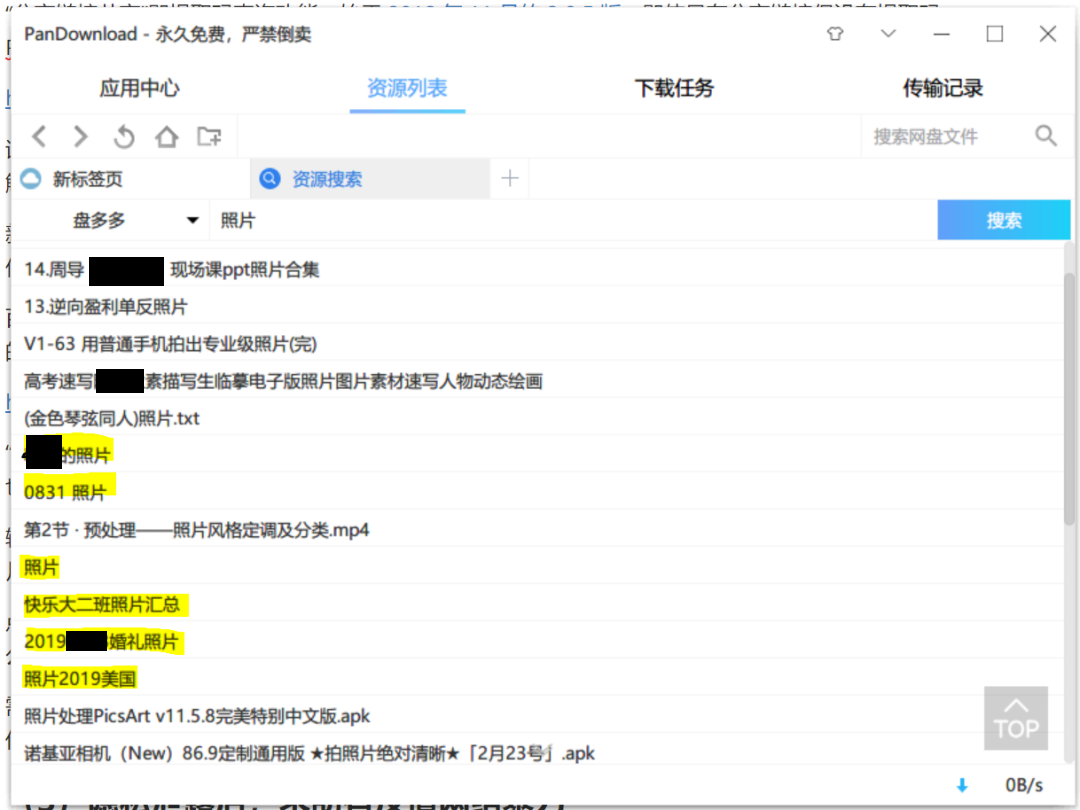 PanDownload - 永久免费，严禁倒卖
应用中心
资源列表
下载任务
传输记录
搜索网盘文件
新标签页
资源搜索
盘多多
照片
搜索
14.周导 现场课ppt照片合集
13.逆向盈利单反照片
V1-63 用普通手机拍出专业级照片(完)
高考速写 素描写生临摹电子版照片图片素材速写人物动态绘画
(金色琴弦同人)照片.txt
的照片
0831 照片
第2节 · 预处理——照片风格定调及分类.mp4
照片
快乐大二班照片汇总
2019 婚礼照片
照片2019美国
照片处理PicsArt v11.5.8完美特别中文版.apk
诺基亚相机（New）86.9定制通用版 ★拍照片绝对清晰★「2月23号」.apk
TOP
0B/s